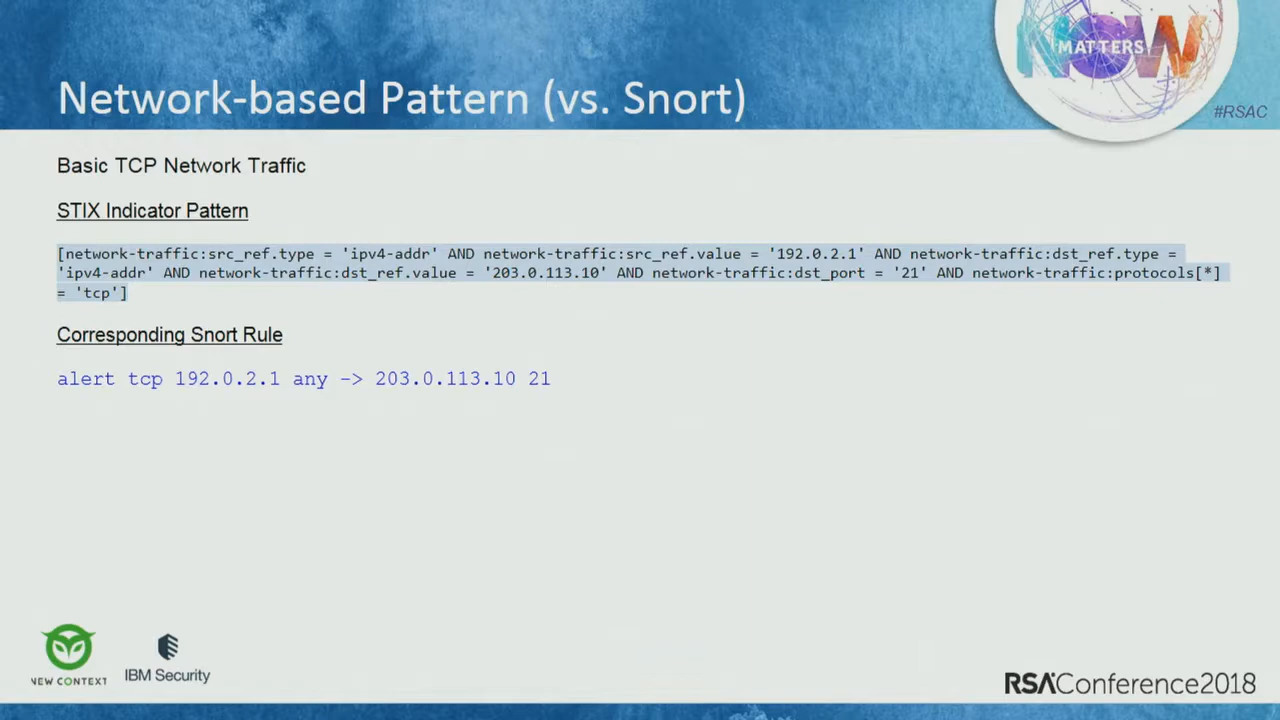 NOW
MATTERS
Network-based Pattern (vs. Snort)
#RSAC
Basic TCP Network Traffic
STIX Indicator Pattern
[network-traffic:src_ref.type = 'ipv4-addr' AND network-traffic:src_ref.value = '192.0.2.1' AND network-traffic:dst_ref.type =
'ipv4-addr' AND network-traffic:dst_ref.value = '203.0.113.10' AND network-traffic:dst_port = '21' AND network-traffic:protocols[*]
= 'tcp']
Corresponding Snort Rule
alert tcp 192.0.2.1 any -> 203.0.113.10 21
NEW CONTEXT
IBM Security
RSAConference2018